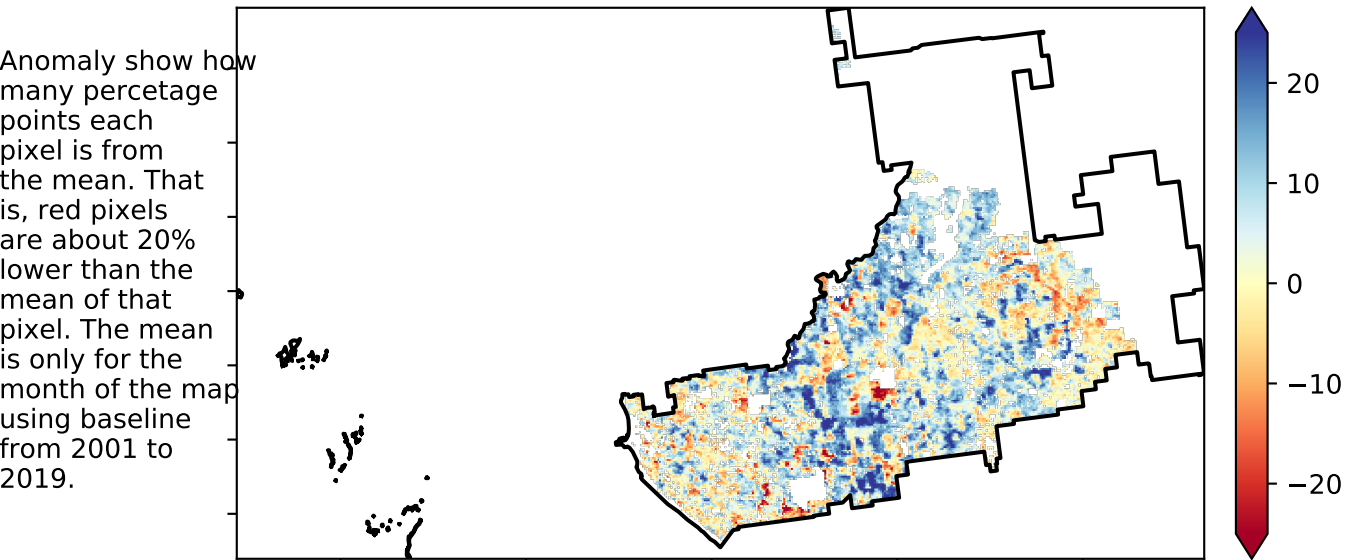 Anomaly show how
many percetage
points each
pixel is from
the mean. That
is, red pixels
are about 20%
lower than the
mean of that
pixel. The mean
is only for the
month of the map
using baseline
from 2001 to
2019.
20
10
0
−10
−20